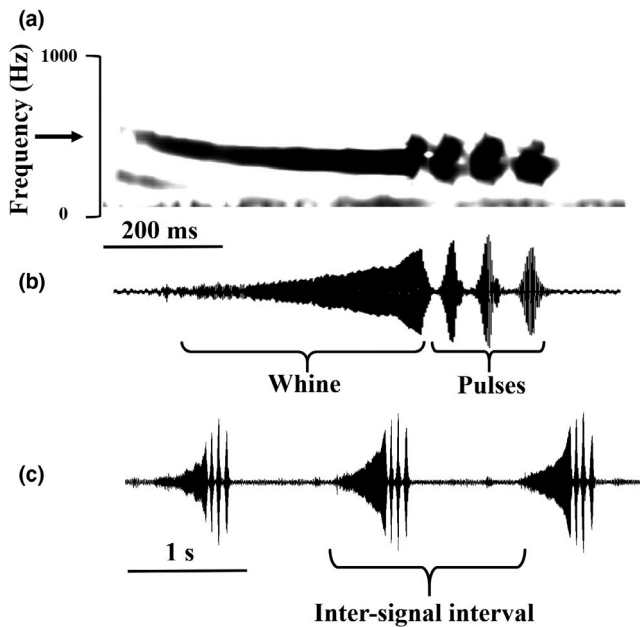 (a)
1000
Frequency (Hz)
0
200 ms
(b)
Whine
Pulses
(c)
1 s
Inter-signal interval